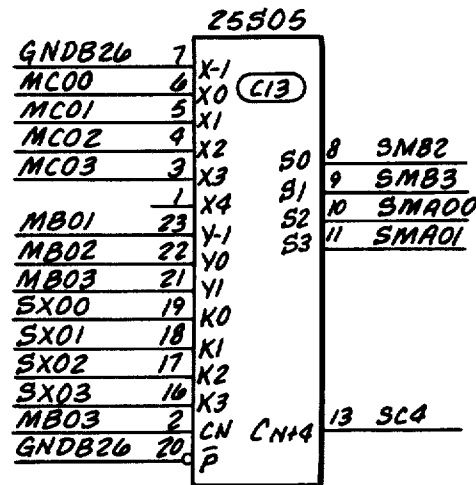 25S05
C13
GNDB26 7 X-1
MC00 6 X0
MC01 5 X1
MC02 4 X2
MC03 3 X3
1 X4
MB01 23 Y-1
MB02 22 Y0
MB03 21 Y1
SX00 19 K0
SX01 18 K1
SX02 17 K2
SX03 16 K3
MB03 2 CN
GNDB26 20 P̅
S0 8 SMB2
S1 9 SMB3
S2 10 SMA00
S3 11 SMA01
CN+4 13 SC4